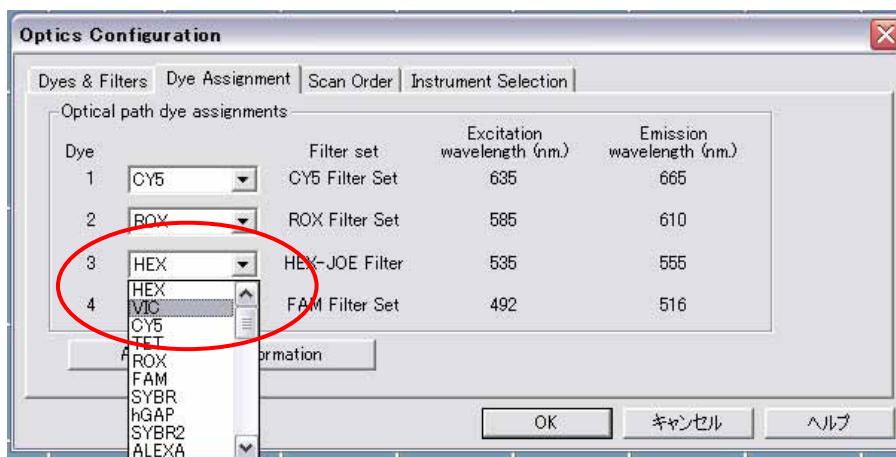 Optics Configuration
Dyes & Filters Dye Assignment Scan Order Instrument Selection
Optical path dye assignments
Dye Filter set Excitation wavelength (nm.) Emission wavelength (nm.)
1 CY5 CY5 Filter Set 635 665
2 ROX ROX Filter Set 585 610
3 HEX HEX-JOE Filter 535 555
HEX
4 VIC FAM Filter Set 492 516
CY5
TET
ROX
FAM
SYBR
hGAP
SYBR2
ALEXA
OK キャンセル ヘルプ